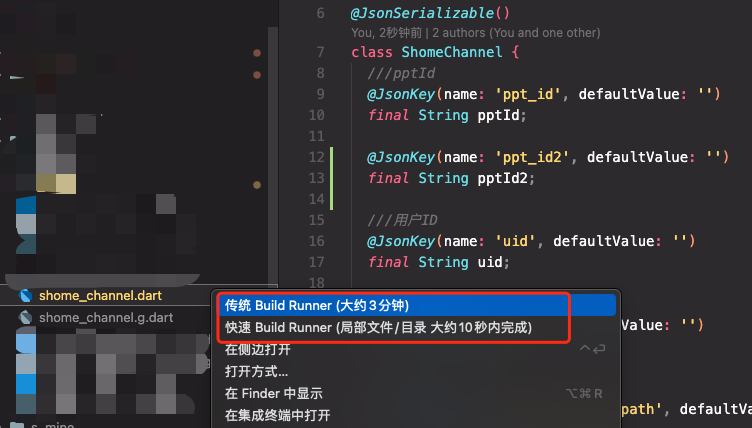 6 @JsonSerializable()
You, 2秒钟前 | 2 authors (You and one other)
7 class ShomeChannel {
8 ///pptId
9 @JsonKey(name: 'ppt_id', defaultValue: '')
10 final String pptId;
11
12 @JsonKey(name: 'ppt_id2', defaultValue: '')
13 final String pptId2;
14
15 ///用户ID
16 @JsonKey(name: 'uid', defaultValue: '')
17 final String uid;
18
shome_channel.dart
shome_channel.g.dart
传统 Build Runner (大约3分钟)
快速 Build Runner (局部文件/目录 大约10秒内完成)
Value: '')
在侧边打开 ^⏎
打开方式...
在 Finder 中显示 ⌥⌘R
path', defaultVa
在集成终端中打开